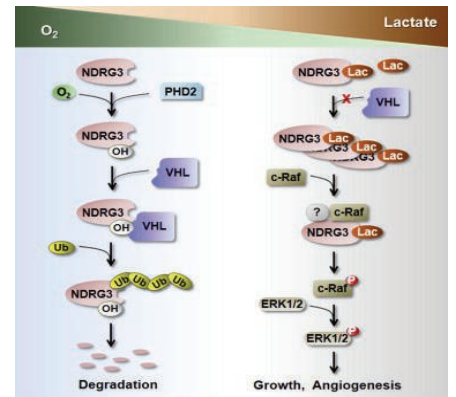 O2
Lactate
NDRG3
O2
PHD2
NDRG3
OH
VHL
NDRG3
OH
VHL
Ub
Ub Ub Ub Ub
NDRG3
OH
Degradation
NDRG3 Lac Lac
X
VHL
NDRG3 Lac
NDRG3 Lac
NDRG3 Lac
c-Raf
? c-Raf
NDRG3 Lac
c-Raf P
ERK1/2
ERK1/2 P
Growth, Angiogenesis